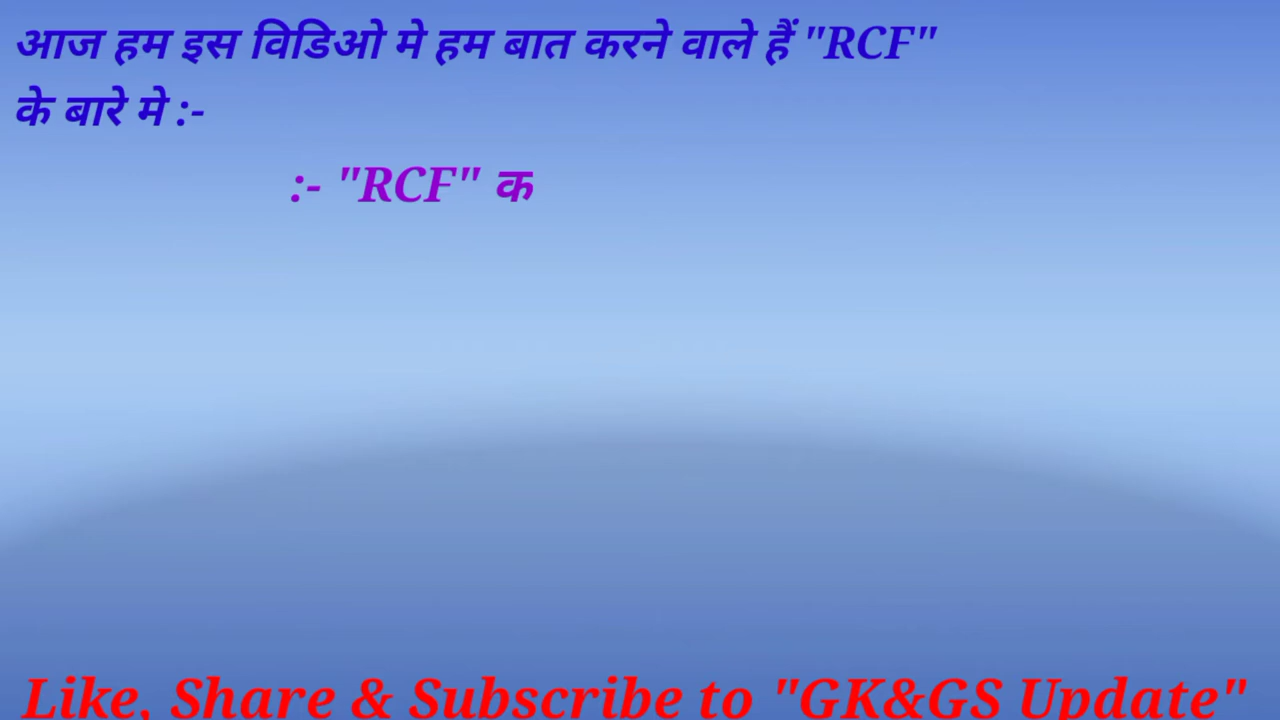 आज हम इस विडिओ मे हम बात करने वाले हैं "RCF"
के बारे मे :-
:- "RCF" क
Like, Share & Subscribe to "GK&GS Update"